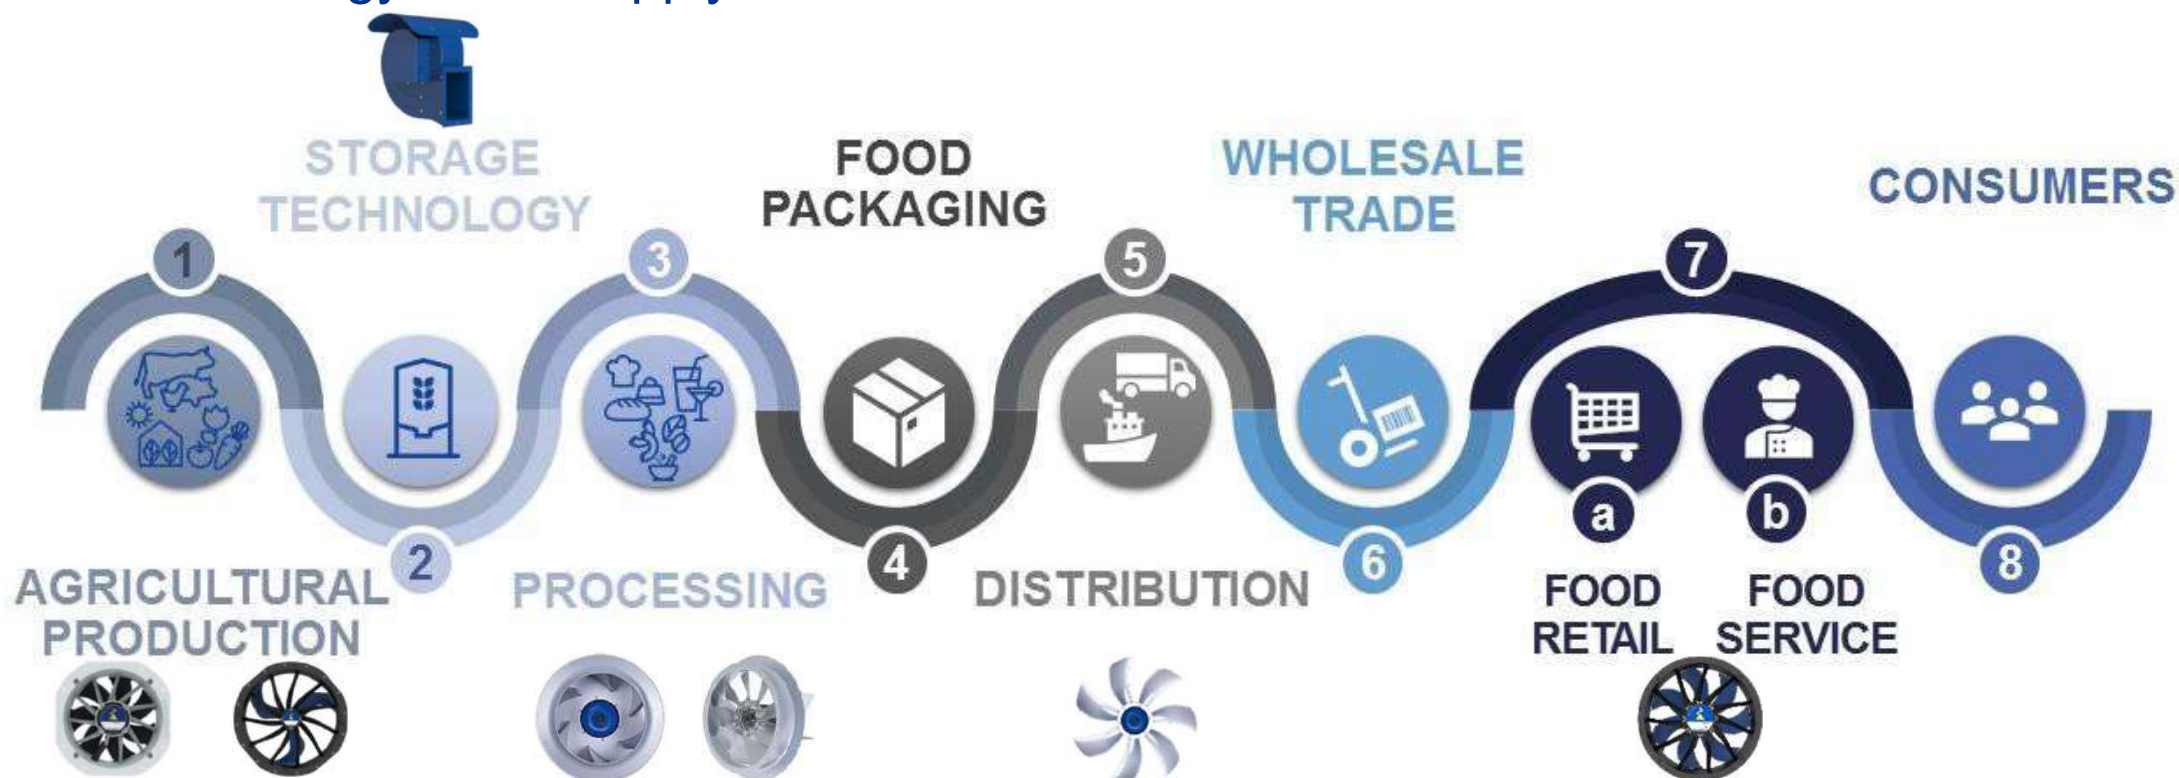 STORAGE
TECHNOLOGY
FOOD
PACKAGING
WHOLESALE
TRADE
CONSUMERS
1
3
5
7
a
b
2
4
6
8
AGRICULTURAL
PRODUCTION
PROCESSING
DISTRIBUTION
FOOD
RETAIL
FOOD
SERVICE